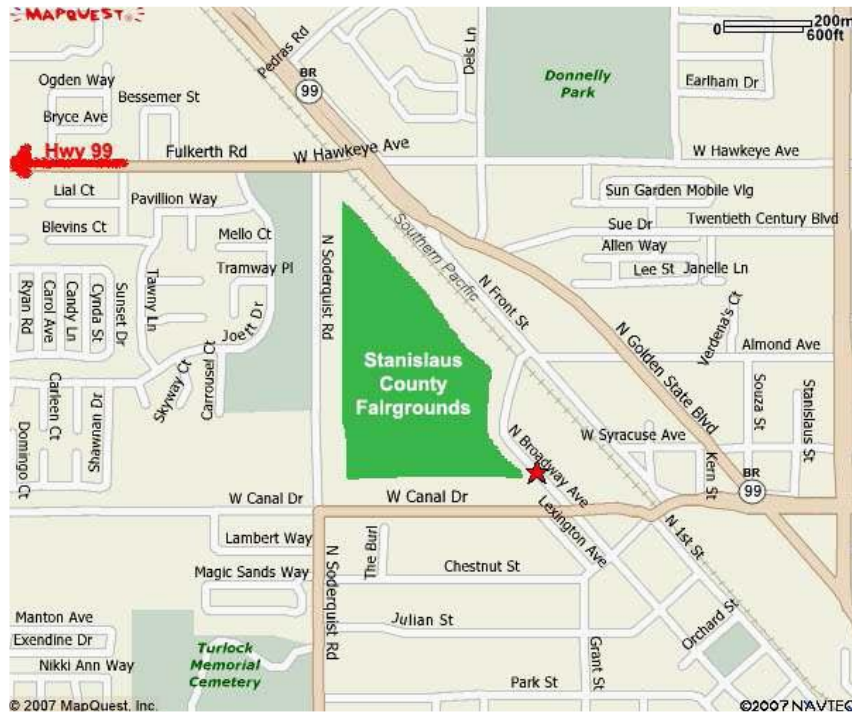 MAPQUEST
0 200m
600ft
Pedras Rd
Dels Ln
BR
99
Donnelly
Park
Earlham Dr
Ogden Way
Bessemer St
Bryce Ave
Hwy 99
Fulkerth Rd
W Hawkeye Ave
W Hawkeye Ave
Lial Ct
Pavillion Way
Sun Garden Mobile Vlg
Blevins Ct
Mello Ct
Southern Pacific
Sue Dr
Twentieth Century Blvd
Allen Way
Tramway Pl
N Soderquist Rd
Lee St
Janelle Ln
Ryan Rd
Carol Ave
Candy Ln
Cynda St
Sunset Dr
Tawny Ln
N Front St
Joett Dr
Verdena's Ct
N Golden State Blvd
Almond Ave
Stanislaus
County
Fairgrounds
Skyway Ct
Carrousel Ct
Carleen Ct
Domingo Ct
Shawnan Dr
Souza St
Stanislaus St
N Broadway Ave
W Syracuse Ave
Kern St
BR
99
W Canal Dr
W Canal Dr
Lexington Ave
N 1st St
Lambert Way
N Soderquist Rd
The Burl
Chestnut St
Magic Sands Way
Manton Ave
Julian St
Exendine Dr
Orchard St
Grant St
Turlock
Memorial
Cemetery
Nikki Ann Way
Park St
© 2007 MapQuest, Inc.
©2007 NAVTEQ